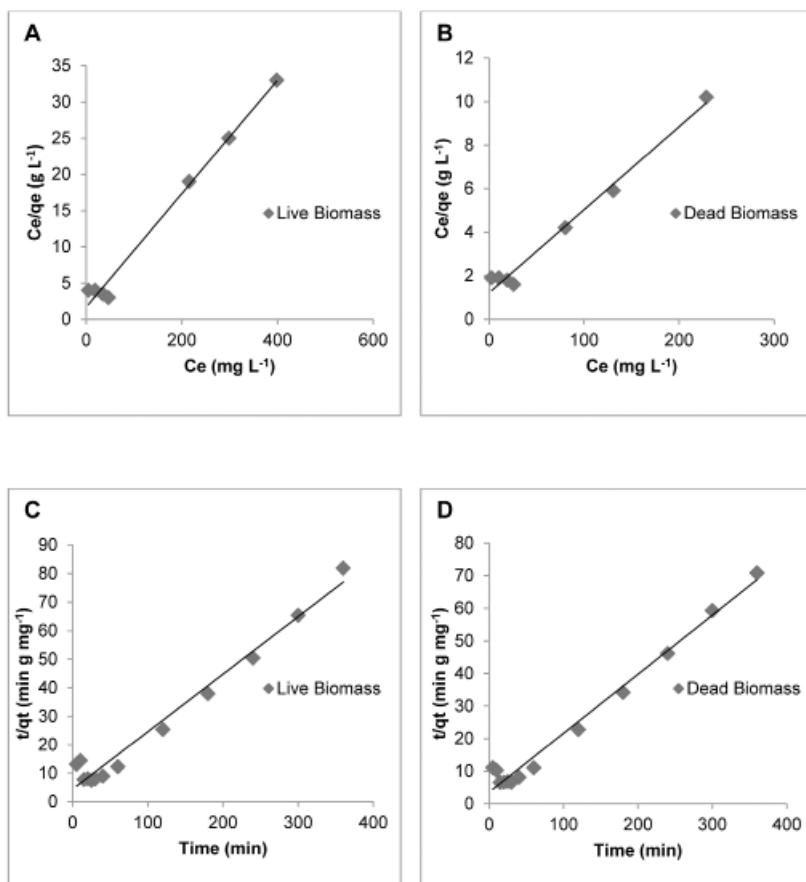 A
Ce/qe (g L⁻¹)
35
30
25
20
15
10
5
0
0 200 400 600
Ce (mg L⁻¹)
Live Biomass
B
Ce/qe (g L⁻¹)
12
10
8
6
4
2
0
0 100 200 300
Ce (mg L⁻¹)
Dead Biomass
C
t/qt (min g mg⁻¹)
90
80
70
60
50
40
30
20
10
0
0 100 200 300 400
Time (min)
Live Biomass
D
t/qt (min g mg⁻¹)
80
70
60
50
40
30
20
10
0
0 100 200 300 400
Time (min)
Dead Biomass